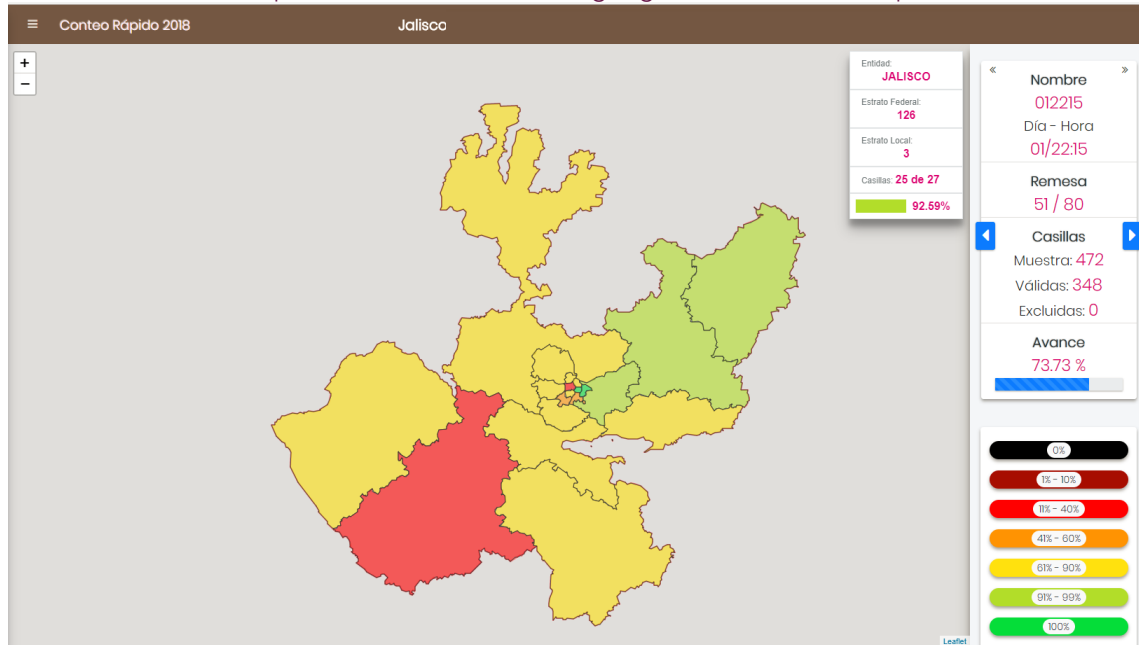 Conteo Rápido 2018
Jalisco
+
−
Entidad:
JALISCO
Estrato Federal:
126
Estrato Local:
3
Casillas: 25 de 27
92.59%
«
»
Nombre
012215
Día - Hora
01/22:15
Remesa
51 / 80
Casillas
Muestra: 472
Válidas: 348
Excluidas: 0
Avance
73.73 %
0%
1% - 10%
11% - 40%
41% - 60%
61% - 90%
91% - 99%
100%
Leaflet